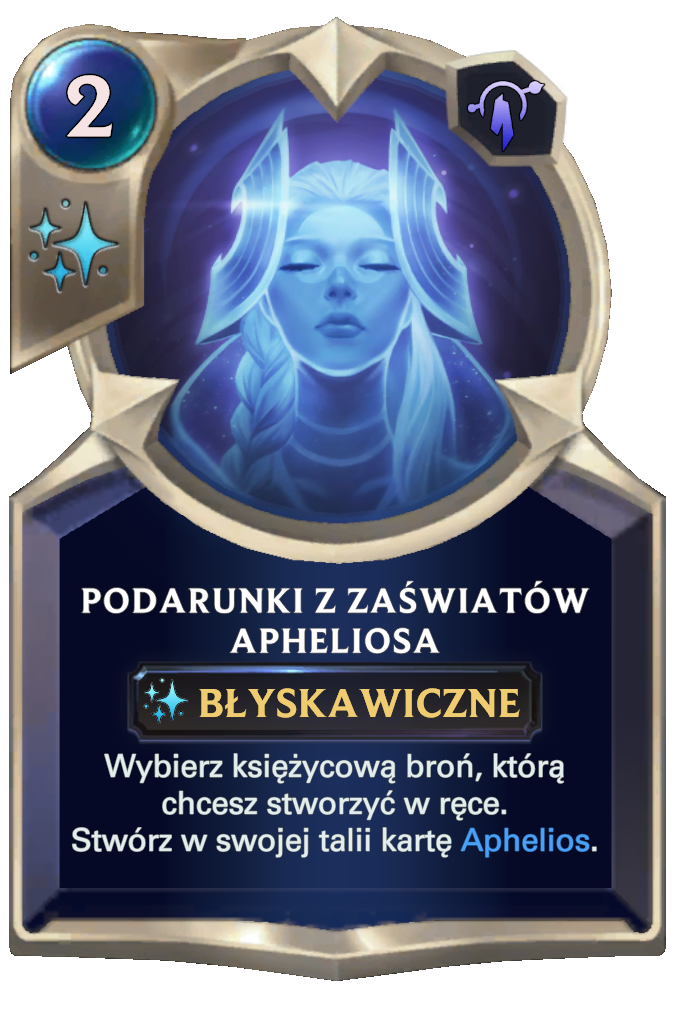 2
PODARUNKI Z ZAŚWIATÓW
APHELIOSA
BŁYSKAWICZNE
Wybierz księżycową broń, którą
chcesz stworzyć w ręce.
Stwórz w swojej talii kartę Aphelios.